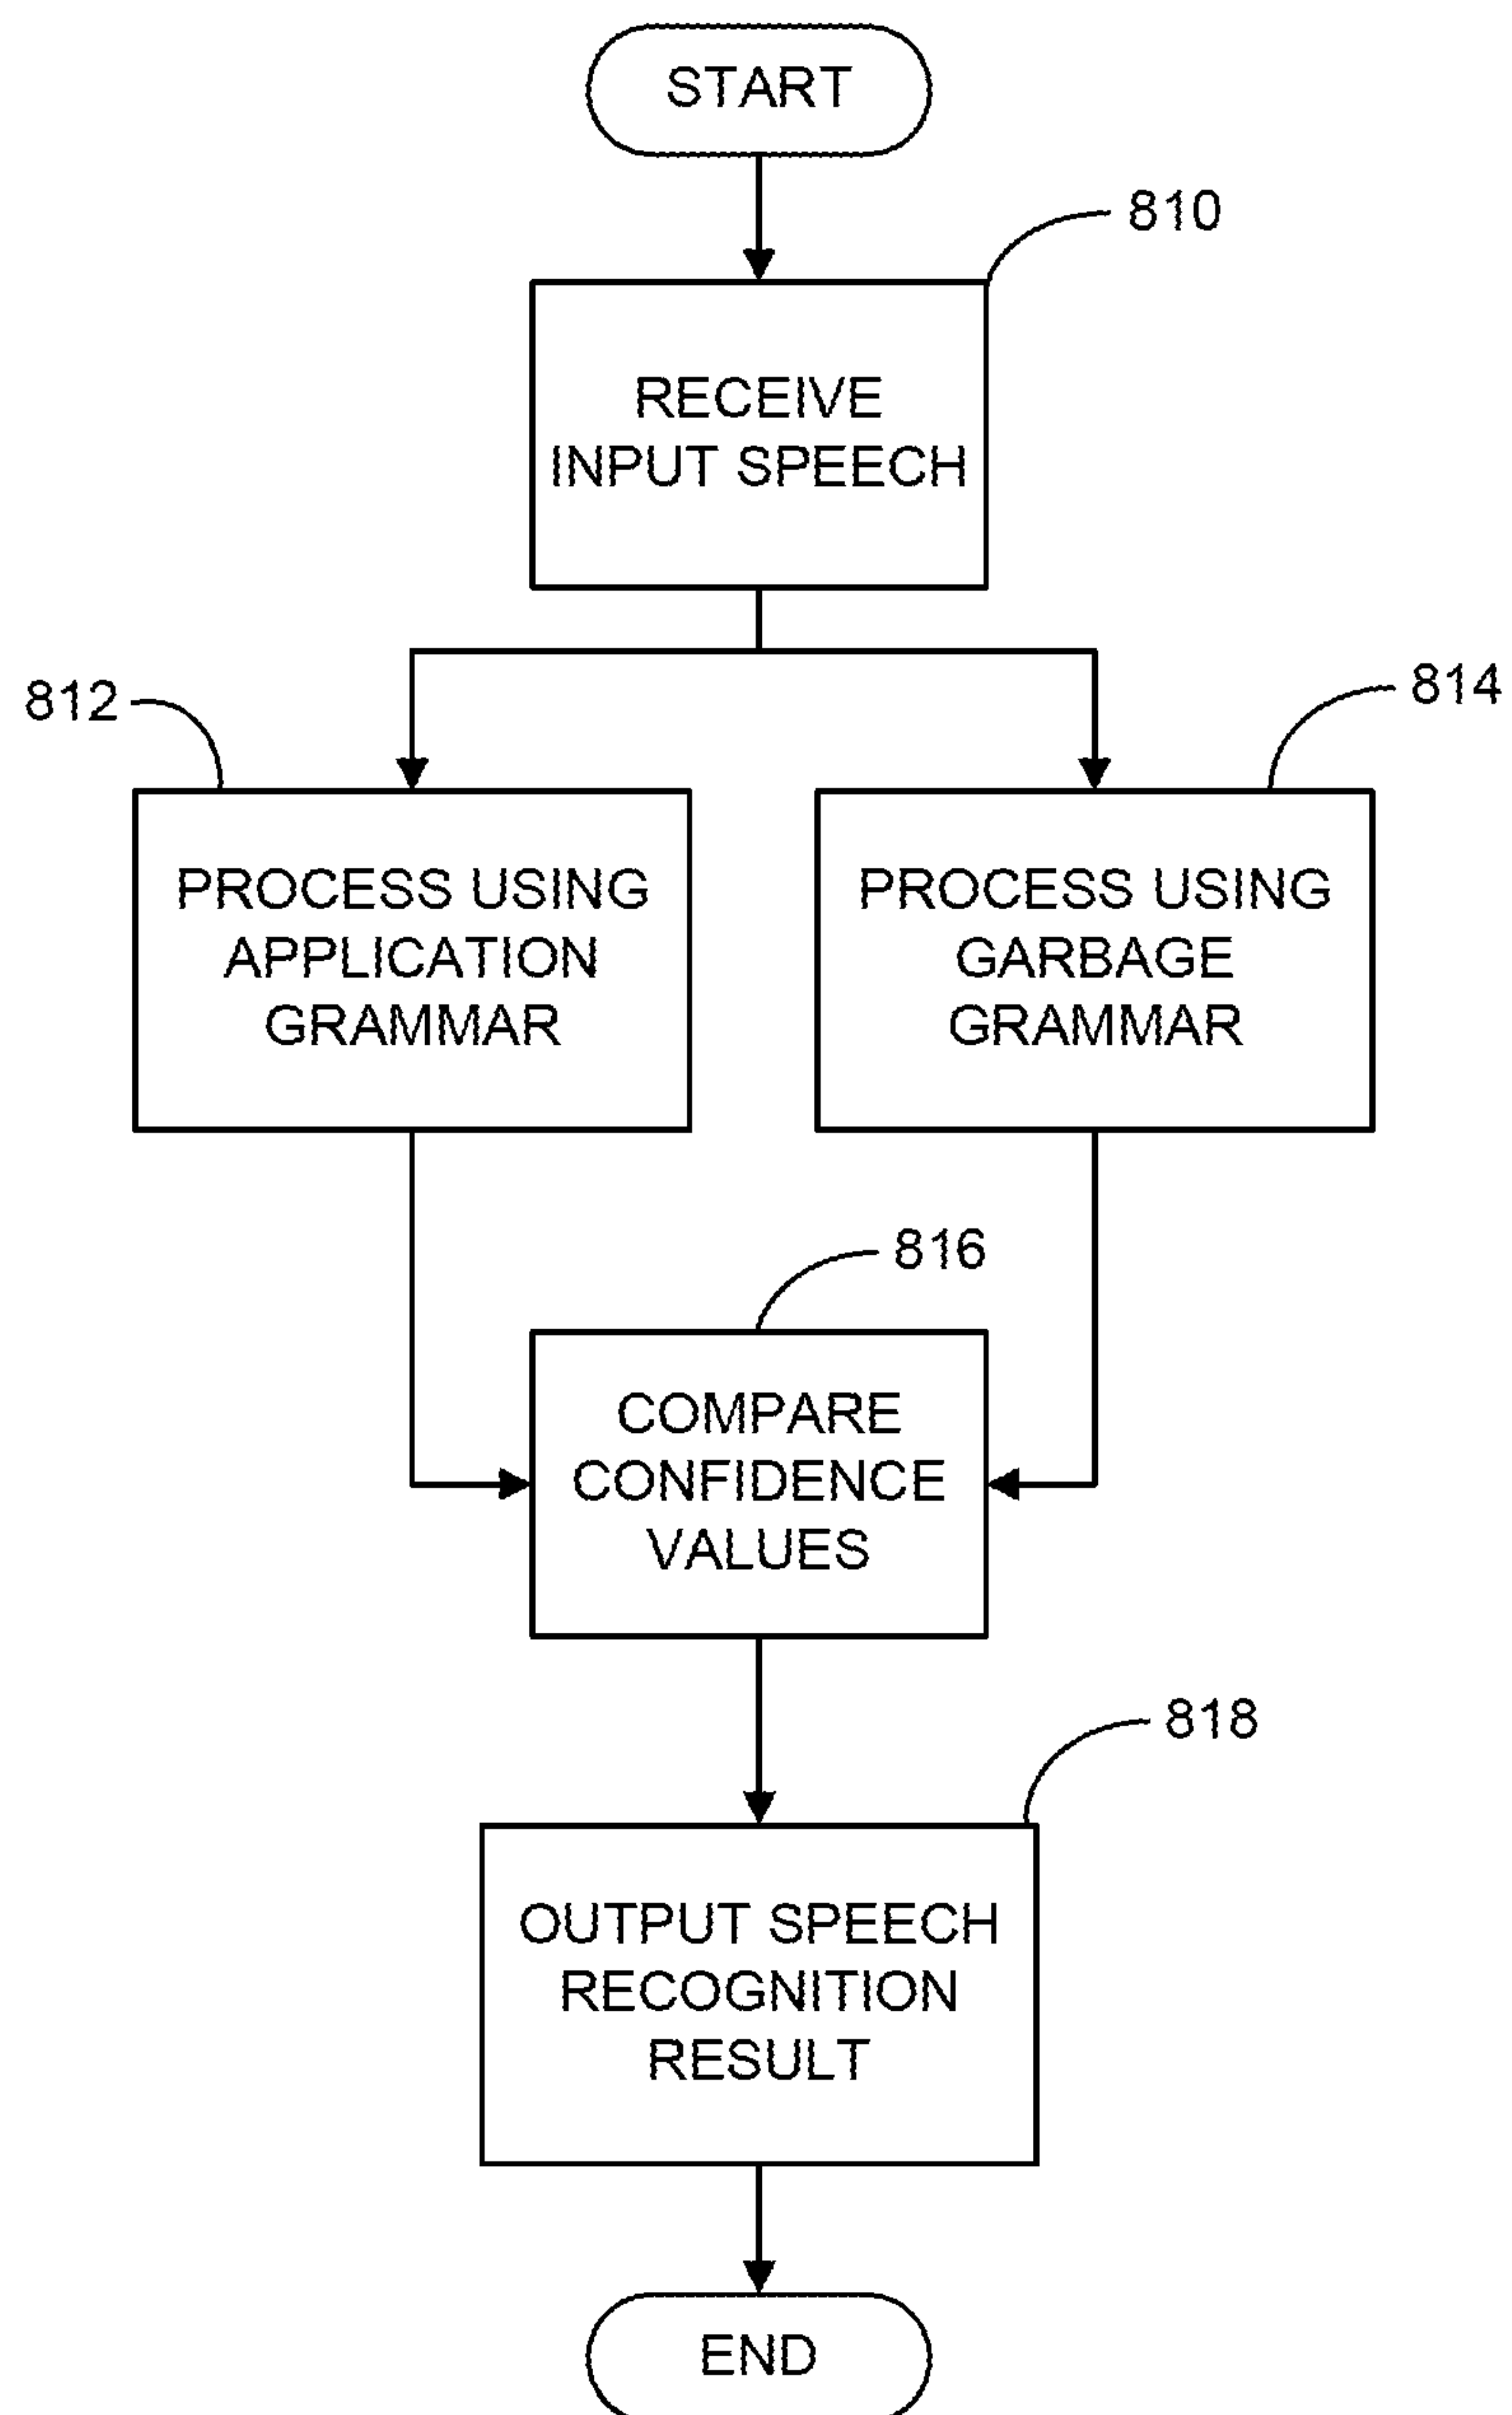 START
810
RECEIVE
INPUT SPEECH
812
814
PROCESS USING
APPLICATION
GRAMMAR
PROCESS USING
GARBAGE
GRAMMAR
816
COMPARE
CONFIDENCE
VALUES
818
OUTPUT SPEECH
RECOGNITION
RESULT
END